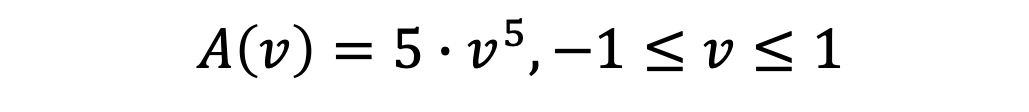 A(v) = 5 · v⁵, −1 ≤ v ≤ 1